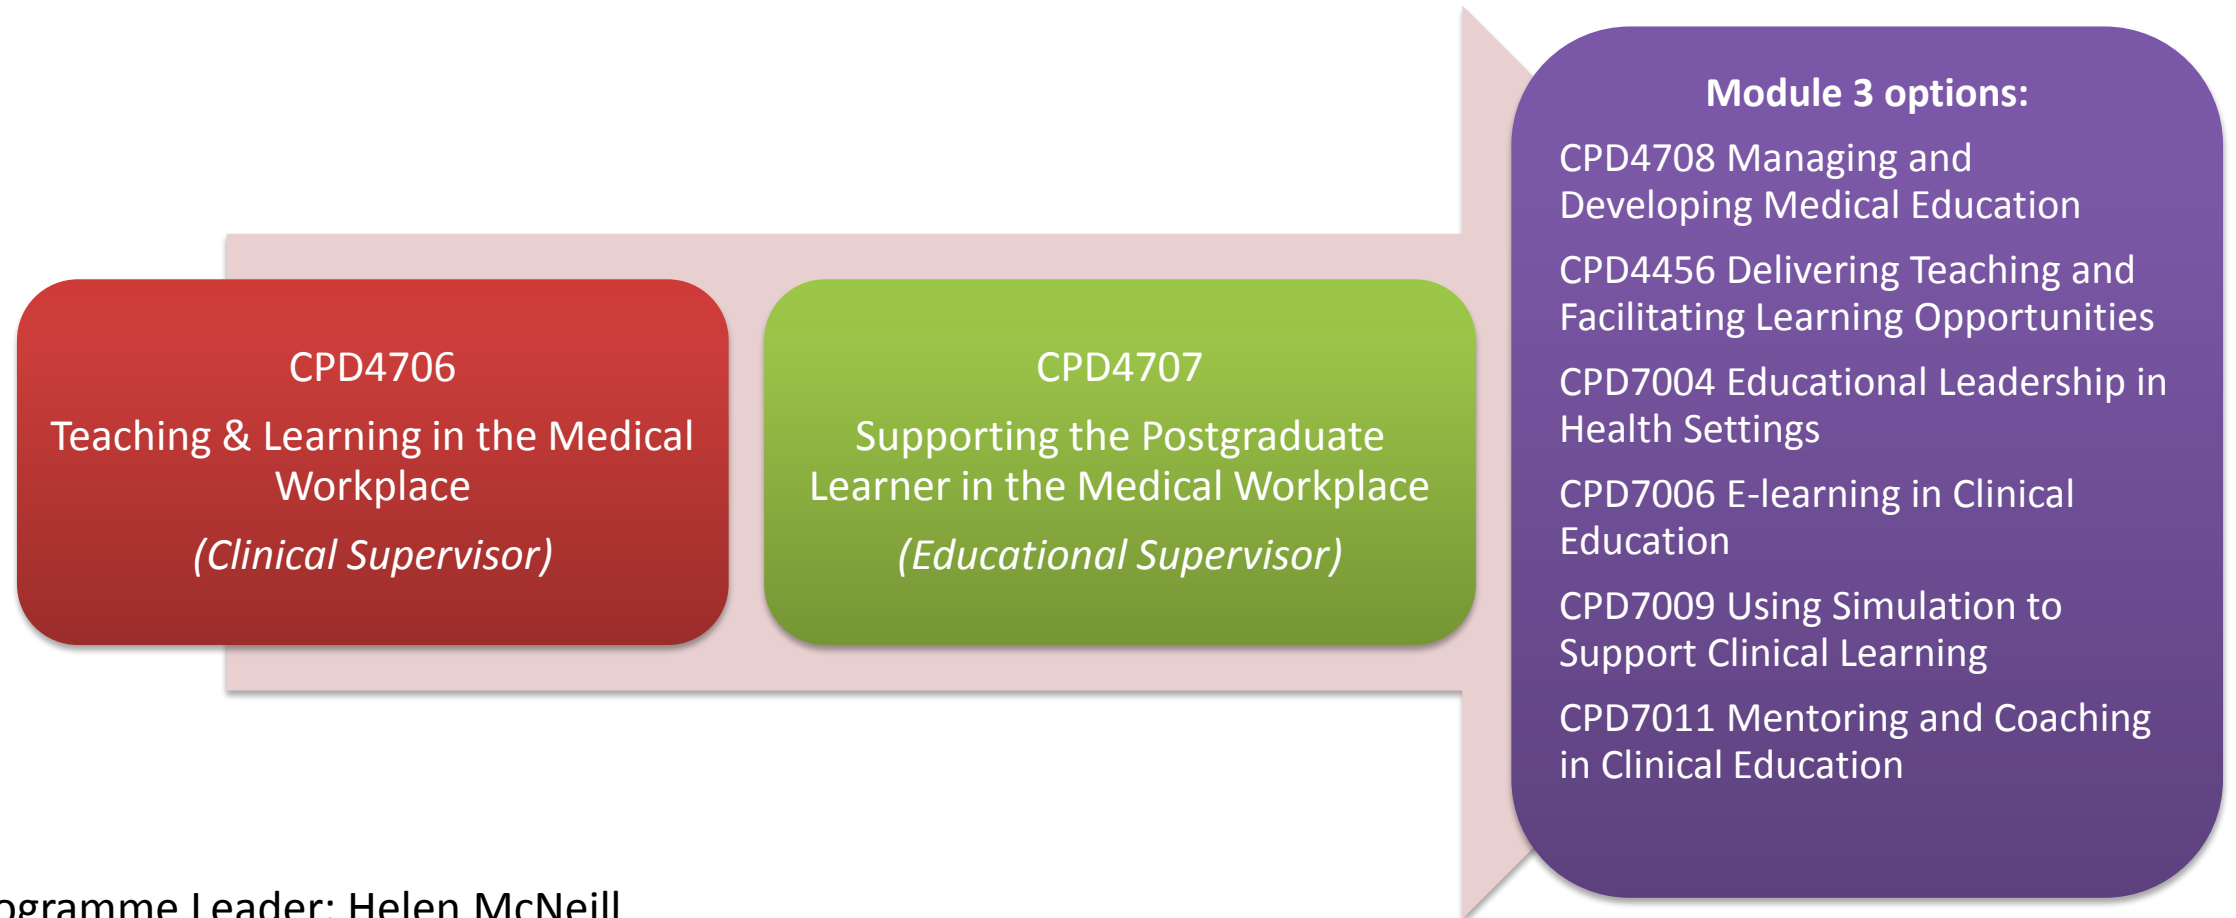 CPD4706
Teaching & Learning in the Medical
Workplace
(Clinical Supervisor)
CPD4707
Supporting the Postgraduate
Learner in the Medical Workplace
(Educational Supervisor)
Module 3 options:
CPD4708 Managing and
Developing Medical Education
CPD4456 Delivering Teaching and
Facilitating Learning Opportunities
CPD7004 Educational Leadership in
Health Settings
CPD7006 E-learning in Clinical
Education
CPD7009 Using Simulation to
Support Clinical Learning
CPD7011 Mentoring and Coaching
in Clinical Education
ogramme Leader: Helen McNeill